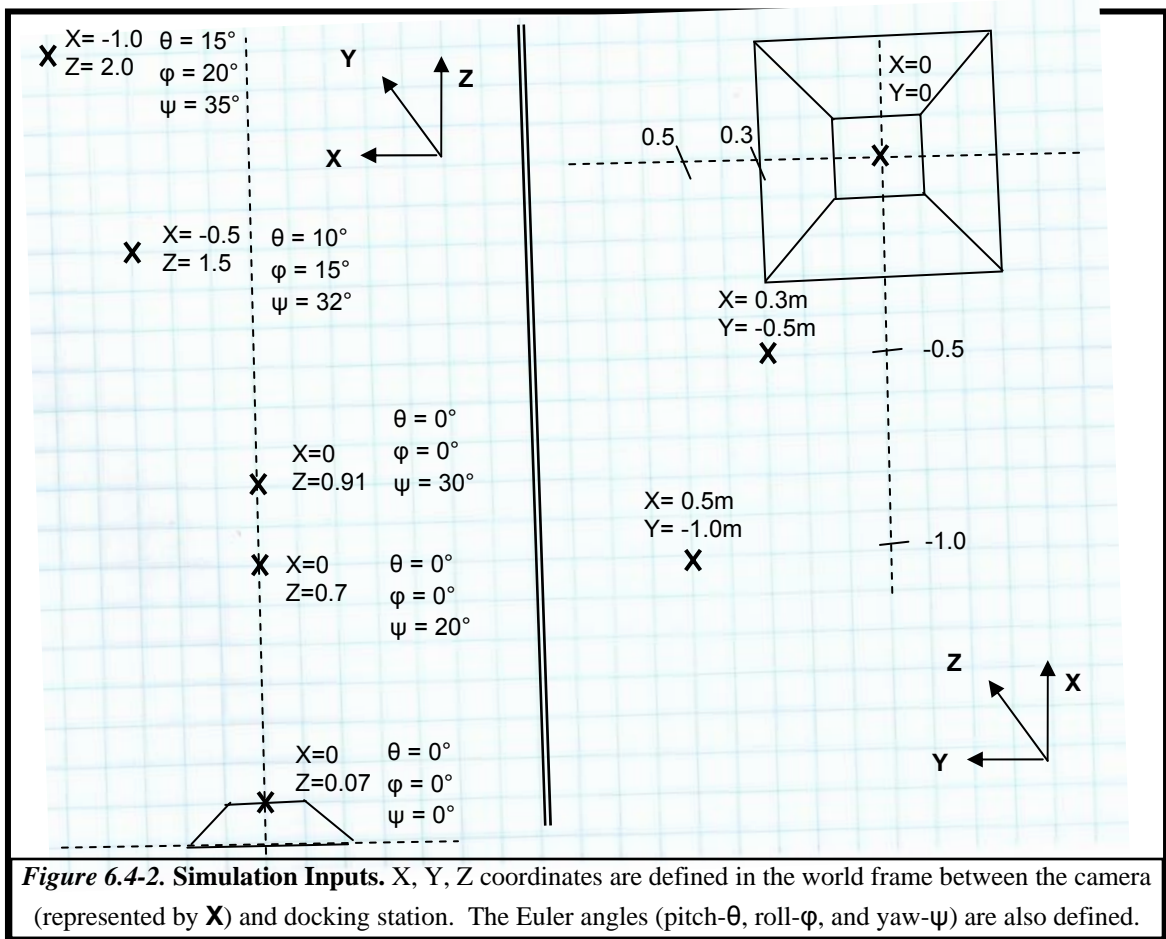 X= -1.0
Z= 2.0
θ = 15°
φ = 20°
ψ = 35°
Y
Z
X
X
X= -0.5
Z= 1.5
θ = 10°
φ = 15°
ψ = 32°
X
X=0
Z=0.91
θ = 0°
φ = 0°
ψ = 30°
X
X=0
Z=0.7
θ = 0°
φ = 0°
ψ = 20°
X
X=0
Z=0.07
θ = 0°
φ = 0°
ψ = 0°
X
X=0
Y=0
0.5
0.3
X
X= 0.3m
Y= -0.5m
X
-0.5
X= 0.5m
Y= -1.0m
X
-1.0
Z
X
Y
Figure 6.4-2. Simulation Inputs. X, Y, Z coordinates are defined in the world frame between the camera
(represented by X) and docking station. The Euler angles (pitch-θ, roll-φ, and yaw-ψ) are also defined.